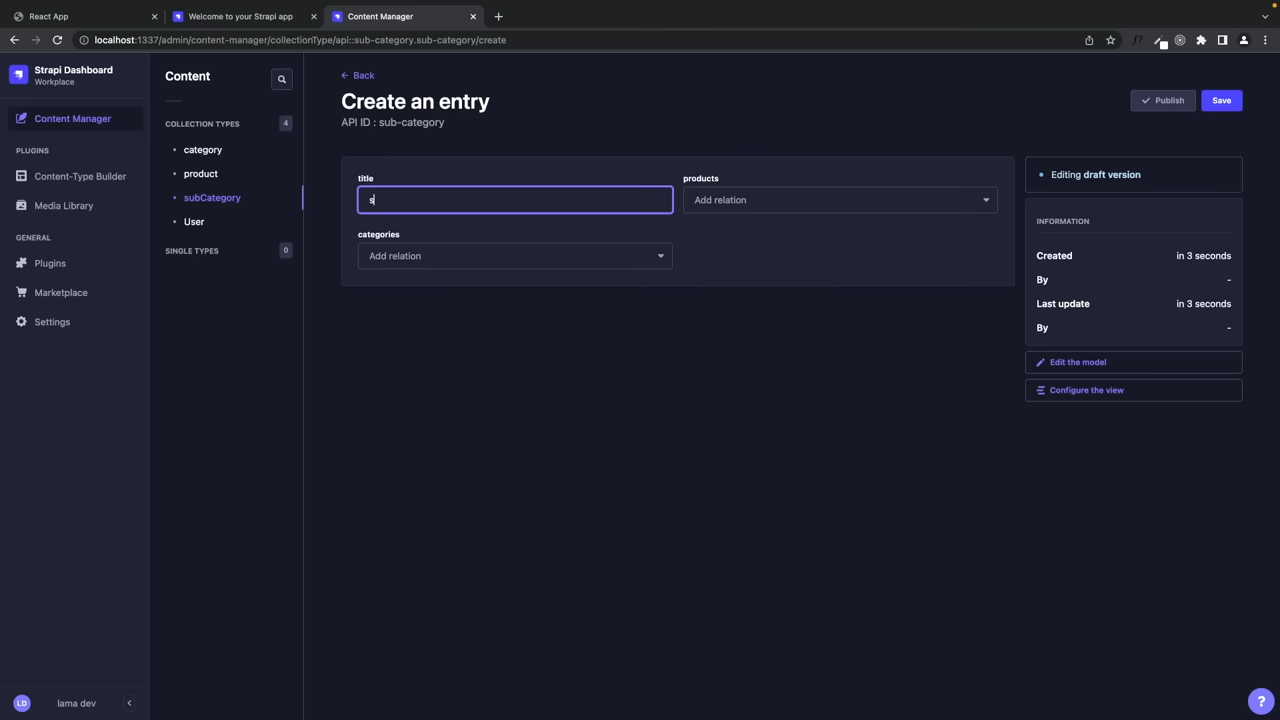 React App
Welcome to your Strapi app
Content Manager
localhost:1337/admin/content-manager/collectionType/api::sub-category.sub-category/create
Strapi Dashboard
Workplace
Content Manager
PLUGINS
Content-Type Builder
Media Library
GENERAL
Plugins
Marketplace
Settings
LD
lama dev
Content
COLLECTION TYPES
4
category
product
subCategory
User
SINGLE TYPES
0
Back
Create an entry
API ID : sub-category
Publish
Save
title
s
products
Add relation
categories
Add relation
Editing draft version
INFORMATION
Created in 3 seconds
By -
Last update in 3 seconds
By -
Edit the model
Configure the view
?